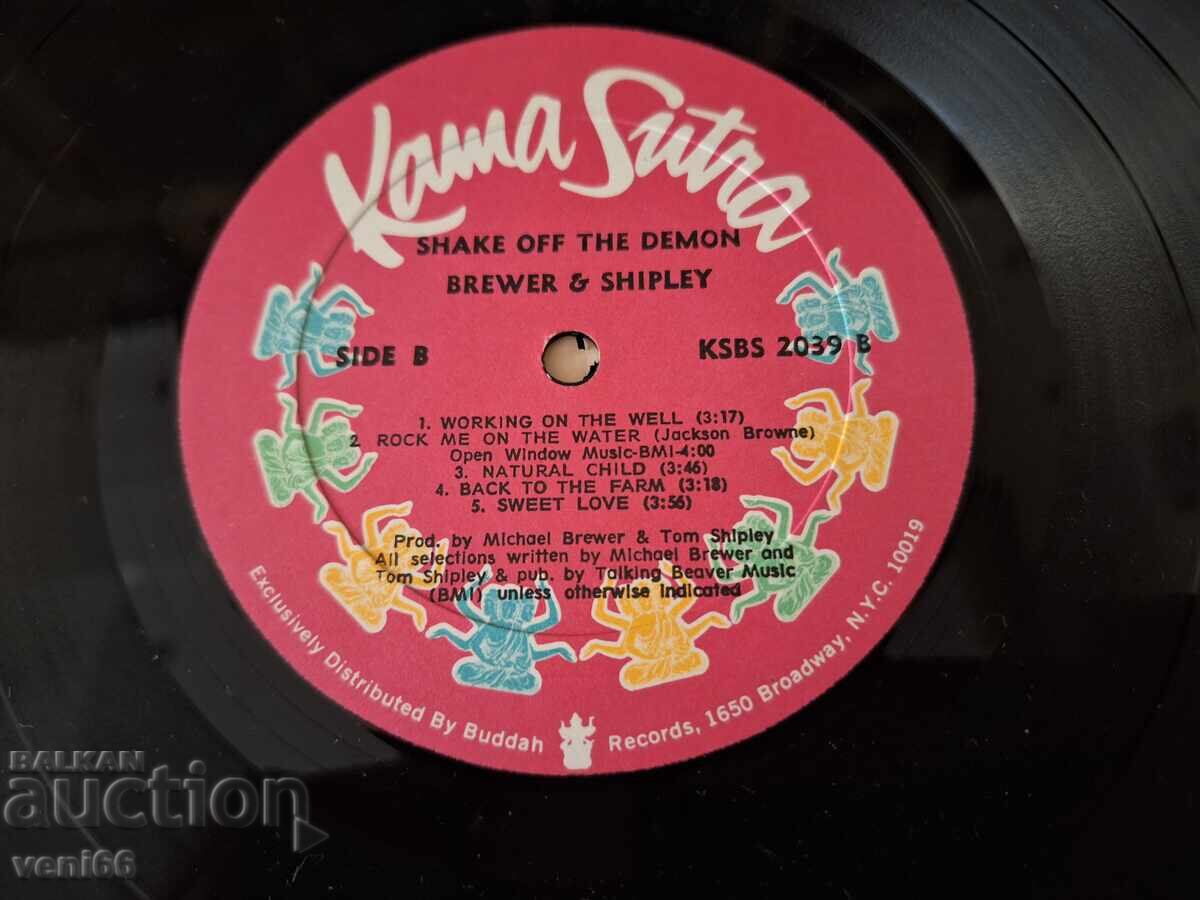 Kama Sutra
SHAKE OFF THE DEMON
BREWER & SHIPLEY
SIDE B
KSBS 2039 B
1. WORKING ON THE WELL (3:17)
2. ROCK ME ON THE WATER (Jackson Browne)
Open Window Music-BMI-4:00
3. NATURAL CHILD (3:46)
4. BACK TO THE FARM (3:18)
5. SWEET LOVE (3:56)
Prod. by Michael Brewer & Tom Shipley
All selections written by Michael Brewer and
Tom Shipley & pub. by Talking Beaver Music
(BMI) unless otherwise indicated
Exclusively Distributed By Buddah Records, 1650 Broadway, N.Y.C. 10019
BALKAN
auction
veni66